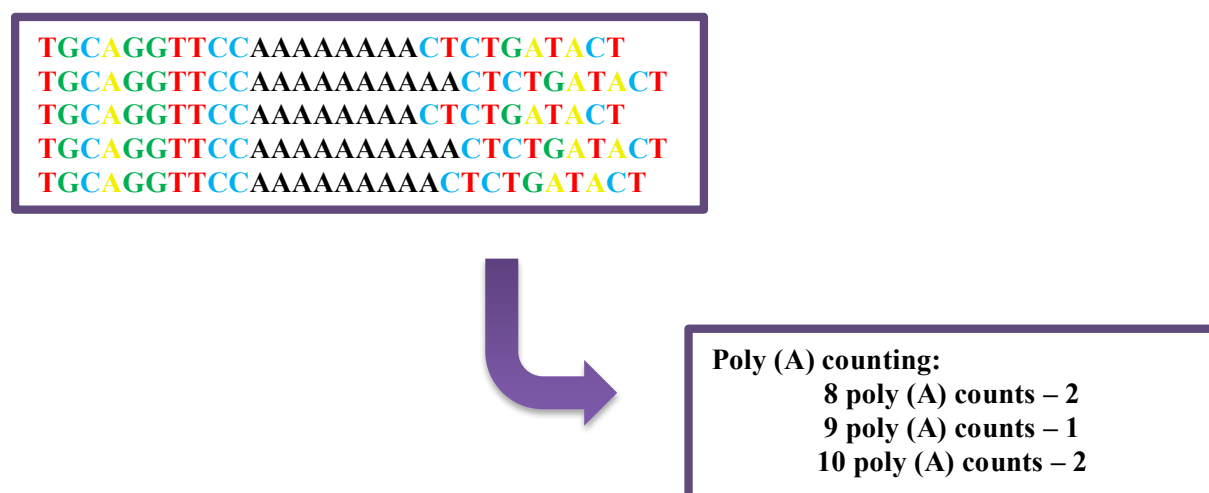 TGCAGGTTCCAAAAAAAACTCTGATACT
TGCAGGTTCCAAAAAAAAAACTCTGATACT
TGCAGGTTCCAAAAAAAACTCTGATACT
TGCAGGTTCCAAAAAAAAAACTCTGATACT
TGCAGGTTCCAAAAAAAAACTCTGATACT
Poly (A) counting:
8 poly (A) counts – 2
9 poly (A) counts – 1
10 poly (A) counts – 2